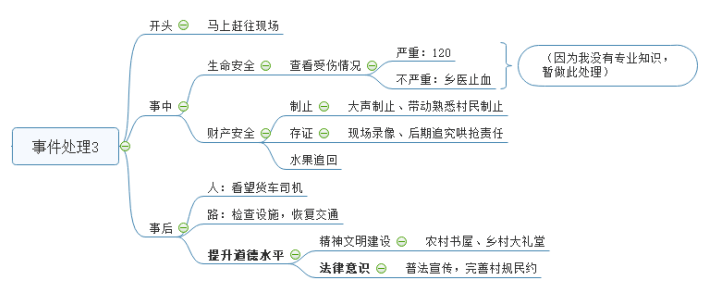 事件处理3
开头
马上赶往现场
事中
生命安全
查看受伤情况
严重：120
不严重：乡医止血
（因为我没有专业知识，
暂做此处理）
财产安全
制止
大声制止、带动熟悉村民制止
存证
现场录像、后期追究哄抢责任
水果追回
事后
人：看望货车司机
路：检查设施，恢复交通
提升道德水平
精神文明建设
农村书屋、乡村大礼堂
法律意识
普法宣传，完善村规民约